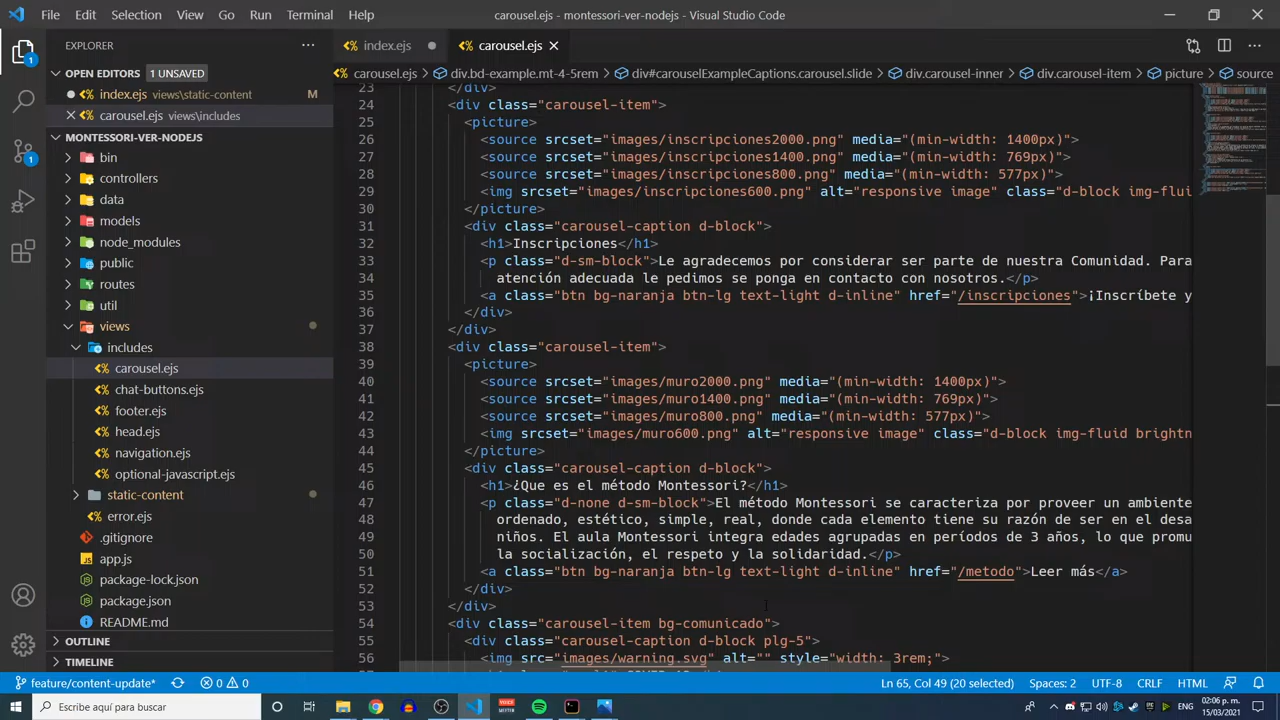 File Edit Selection View Go Run Terminal Help carousel.ejs - montessori-ver-nodejs - Visual Studio Code
EXPLORER
index.ejs
carousel.ejs
OPEN EDITORS 1 UNSAVED
carousel.ejs > div.bd-example.mt-4-5rem > div#carouselExampleCaptions.carousel.slide > div.carousel-inner > div.carousel-item > picture > source
index.ejs views\static-content M
carousel.ejs views\includes
MONTESSORI-VER-NODEJS
bin
controllers
data
models
node_modules
public
routes
util
views
includes
carousel.ejs
chat-buttons.ejs
footer.ejs
head.ejs
navigation.ejs
optional-javascript.ejs
static-content
error.ejs
.gitignore
app.js
package-lock.json
package.json
README.md
OUTLINE
TIMELINE
23 </div>
24 <div class="carousel-item">
25 <picture>
26 <source srcset="images/inscripciones2000.png" media="(min-width: 1400px)">
27 <source srcset="images/inscripciones1400.png" media="(min-width: 769px)">
28 <source srcset="images/inscripciones800.png" media="(min-width: 577px)">
29 <img srcset="images/inscripciones600.png" alt="responsive image" class="d-block img-flui
30 </picture>
31 <div class="carousel-caption d-block">
32 <h1>Inscripciones</h1>
33 <p class="d-sm-block">Le agradecemos por considerar ser parte de nuestra Comunidad. Para
34 atención adecuada le pedimos se ponga en contacto con nosotros.</p>
35 <a class="btn bg-naranja btn-lg text-light d-inline" href="/inscripciones">¡Inscríbete y
36 </div>
37 </div>
38 <div class="carousel-item">
39 <picture>
40 <source srcset="images/muro2000.png" media="(min-width: 1400px)">
41 <source srcset="images/muro1400.png" media="(min-width: 769px)">
42 <source srcset="images/muro800.png" media="(min-width: 577px)">
43 <img srcset="images/muro600.png" alt="responsive image" class="d-block img-fluid brightn
44 </picture>
45 <div class="carousel-caption d-block">
46 <h1>¿Que es el método Montessori?</h1>
47 <p class="d-none d-sm-block">El método Montessori se caracteriza por proveer un ambiente
48 ordenado, estético, simple, real, donde cada elemento tiene su razón de ser en el desa
49 niños. El aula Montessori integra edades agrupadas en períodos de 3 años, lo que promu
50 la socialización, el respeto y la solidaridad.</p>
51 <a class="btn bg-naranja btn-lg text-light d-inline" href="/metodo">Leer más</a>
52 </div>
53 </div>
54 <div class="carousel-item bg-comunicado">
55 <div class="carousel-caption d-block plg-5">
56 <img src="images/warning.svg" alt="" style="width: 3rem;">
feature/content-update* 0 0 Ln 65, Col 49 (20 selected) Spaces: 2 UTF-8 CRLF HTML
Escribe aquí para buscar
ENG
02:06 p. m.
15/03/2021